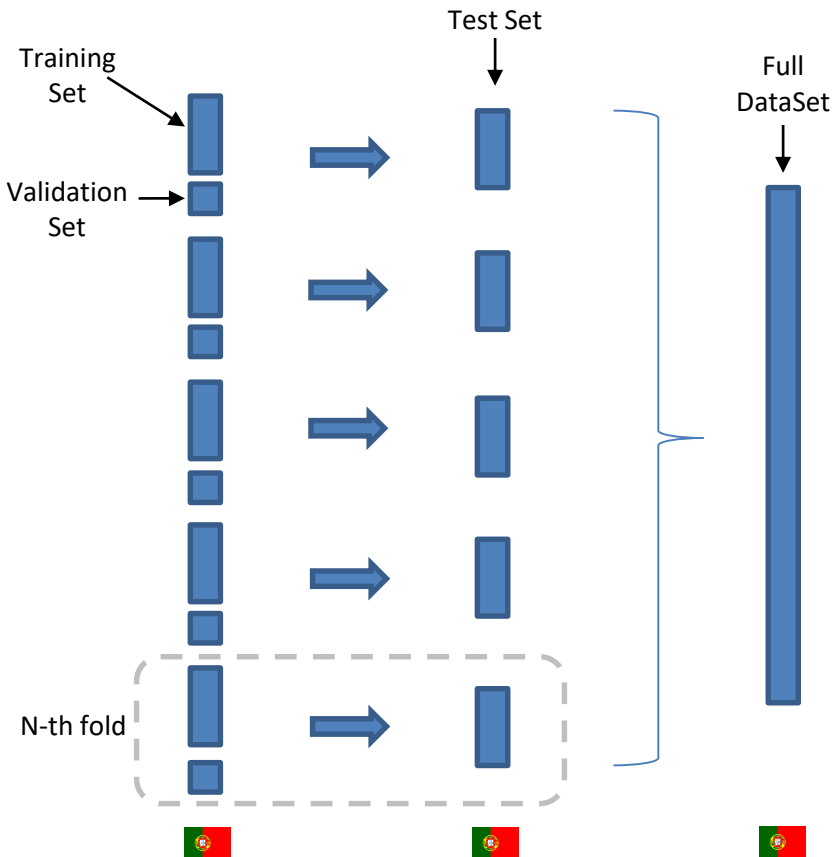 Test Set
Training
Set
Full
DataSet
Validation
Set
N-th fold